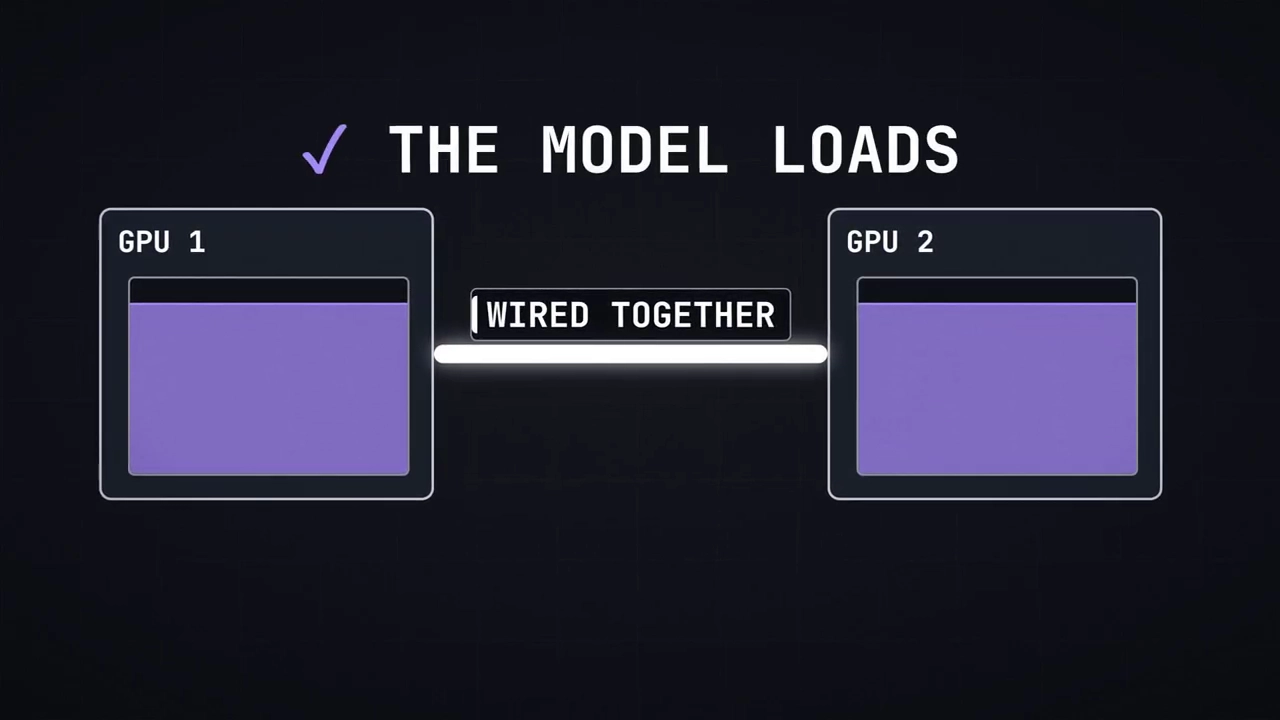 ✓ THE MODEL LOADS
GPU 1
WIRED TOGETHER
GPU 2